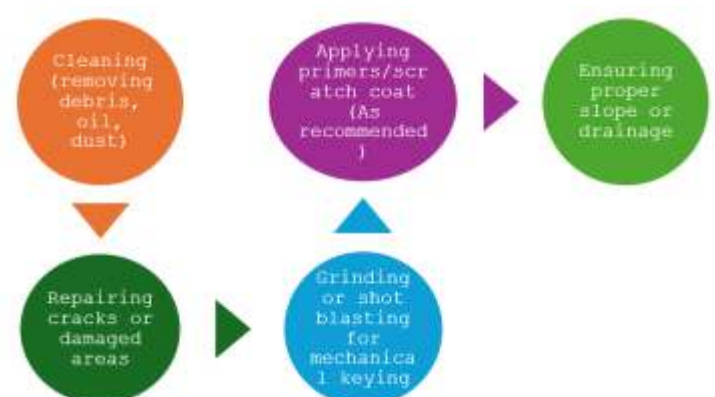 Cleaning
(removing
debris,
oil,
dust)
Repairing
cracks or
damaged
areas
Grinding
or shot
blasting
for
mechanica
l keying
Applying
primers/scr
atch coat
(As
recommended
)
Ensuring
proper
slope or
drainage